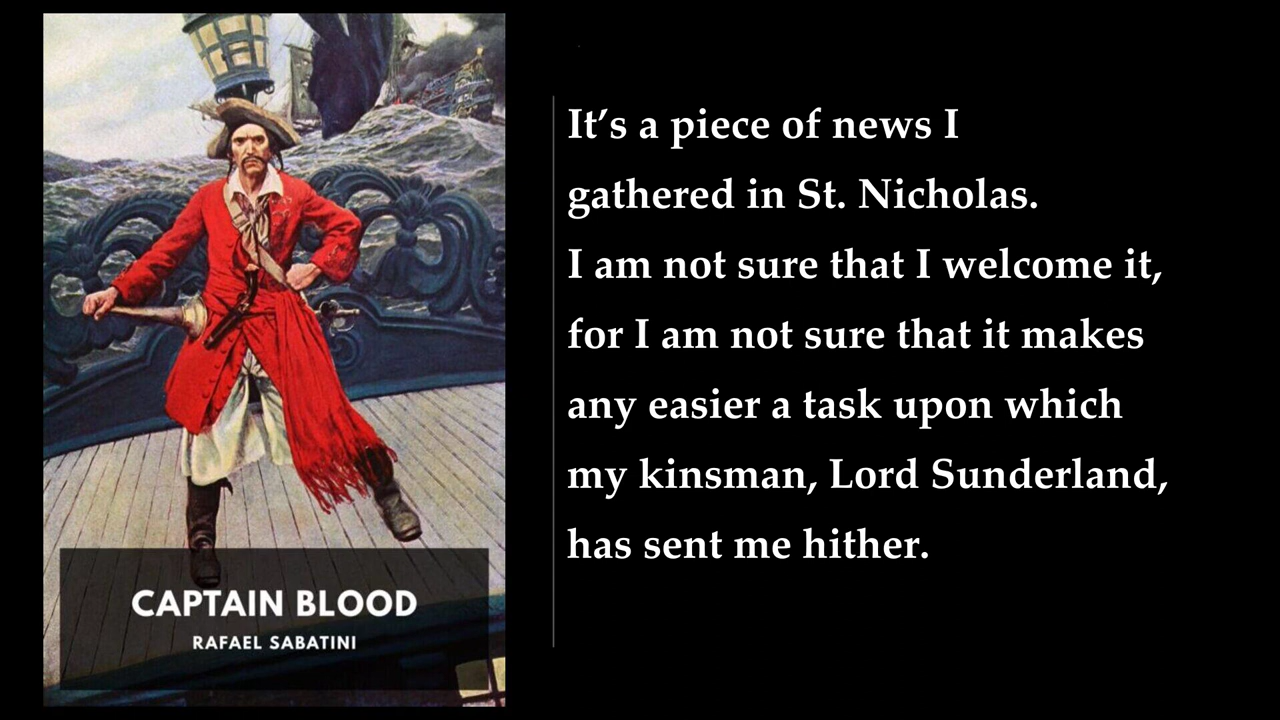 It’s a piece of news I
gathered in St. Nicholas.
I am not sure that I welcome it,
for I am not sure that it makes
any easier a task upon which
my kinsman, Lord Sunderland,
has sent me hither.
CAPTAIN BLOOD
RAFAEL SABATINI